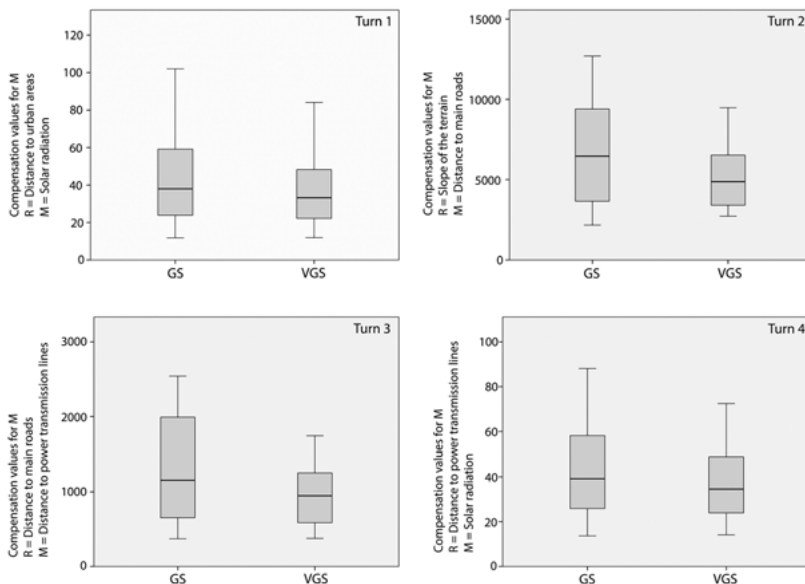 Turn 1
Compensation values for M
R = Distance to urban areas
M = Solar radiation
120
100
80
60
40
20
0
GS VGS
Turn 2
Compensation values for M
R = Slope of the terrain
M = Distance to main roads
15000
10000
5000
0
GS VGS
Turn 3
Compensation values for M
R = Distance to main roads
M = Distance to power transmission lines
3000
2000
1000
0
GS VGS
Turn 4
Compensation values for M
R = Distance to power transmission lines
M = Solar radiation
100
80
60
40
20
0
GS VGS